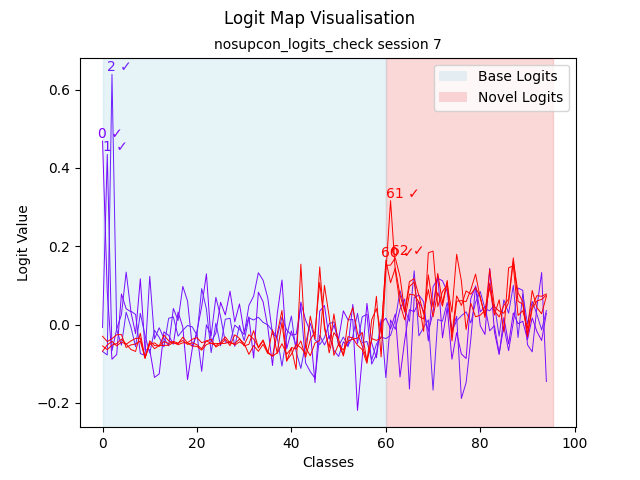 Logit Map Visualisation
nosupcon_logits_check session 7
Base Logits
Novel Logits
2 ✓
0 ✓
1 ✓
61 ✓
60 ✓
62 ✓
0.6
0.4
0.2
0.0
−0.2
Logit Value
0 20 40 60 80 100
Classes